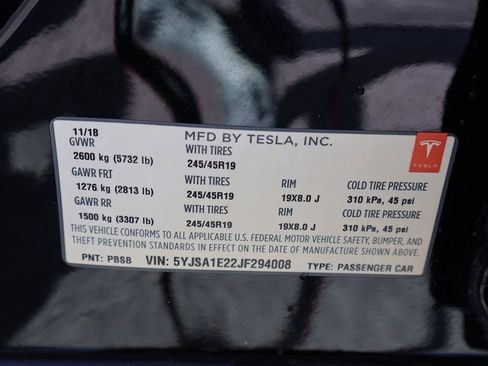 11/18 MFD BY TESLA, INC.
GVWR WITH TIRES
2600 kg (5732 lb) 245/45R19
GAWR FRT WITH TIRES RIM COLD TIRE PRESSURE
1276 kg (2813 lb) 245/45R19 19X8.0 J 310 kPa, 45 psi
GAWR RR WITH TIRES RIM COLD TIRE PRESSURE
1500 kg (3307 lb) 245/45R19 19X8.0 J 310 kPa, 45 psi
THIS VEHICLE CONFORMS TO ALL APPLICABLE U.S. FEDERAL MOTOR VEHICLE SAFETY, BUMPER, AND
THEFT PREVENTION STANDARDS IN EFFECT ON THE DATE OF MANUFACTURE SHOWN ABOVE.
PNT: PBSB VIN: 5YJSA1E22JF294008 TYPE: PASSENGER CAR